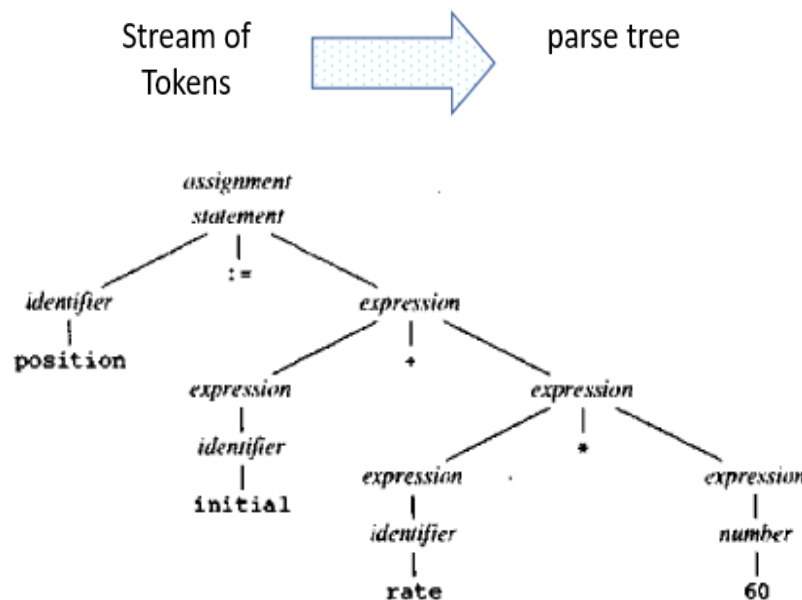 Stream of
Tokens
parse tree
assignment
statement
:=
identifier
expression
position
+
expression
expression
identifier
*
initial
expression
expression
identifier
number
rate
60